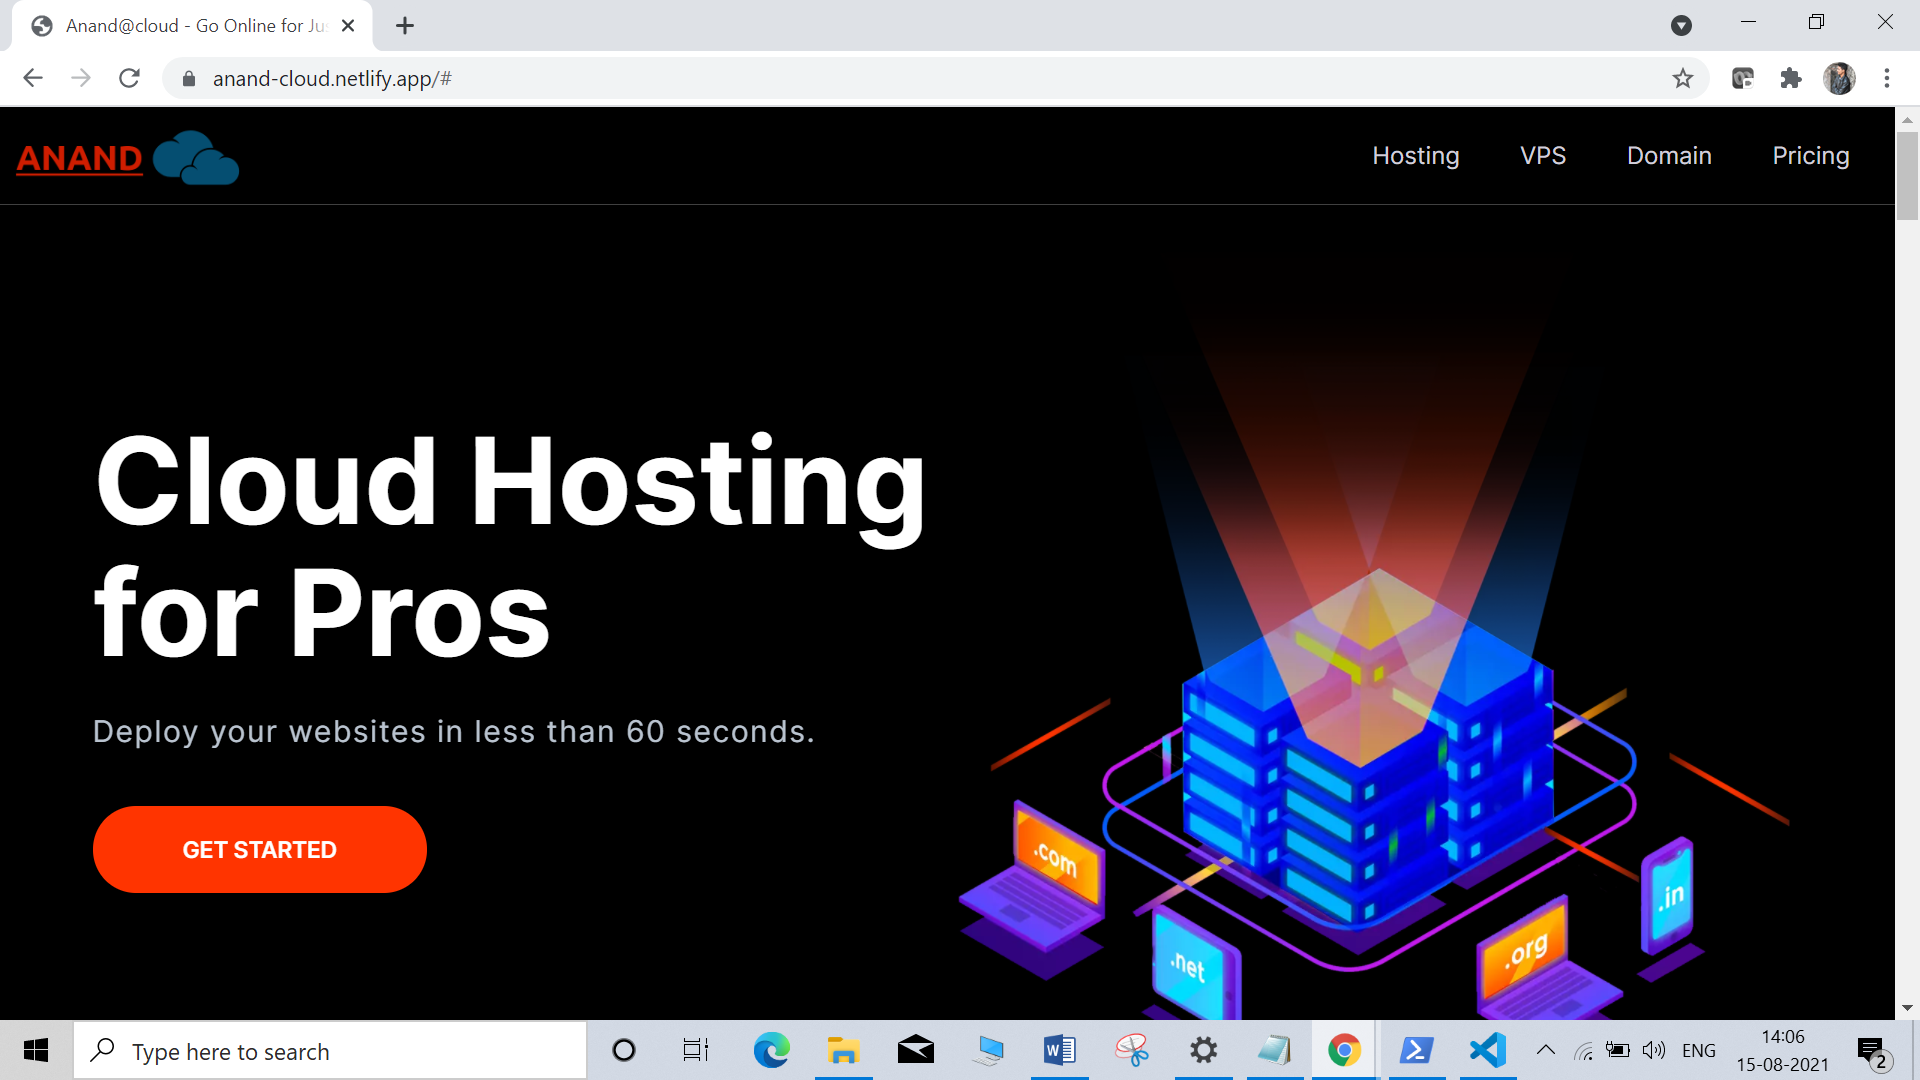 Anand@cloud - Go Online for Ju
anand-cloud.netlify.app/#
ANAND
Hosting
VPS
Domain
Pricing
Cloud Hosting
for Pros
Deploy your websites in less than 60 seconds.
GET STARTED
.com
.net
.org
.in
Type here to search
ENG
14:06
15-08-2021
2